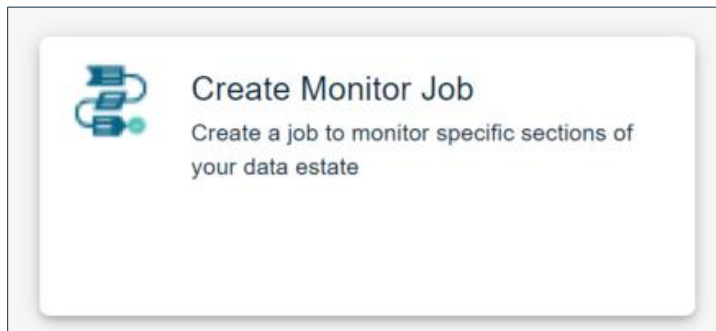 Create Monitor Job
Create a job to monitor specific sections of
your data estate